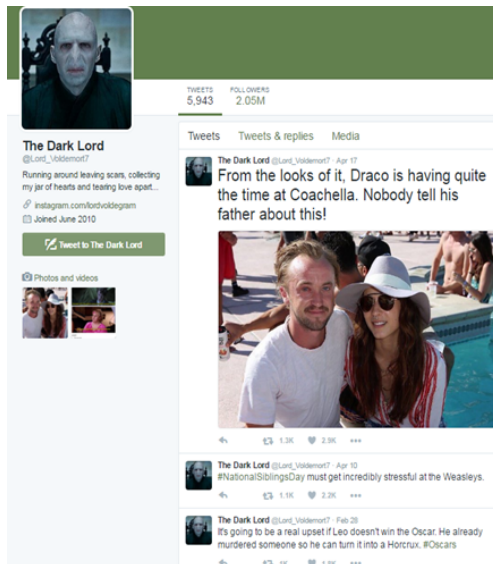 TWEETS FOLLOWERS
5,943 2.05M
The Dark Lord
@Lord_Voldemort7
Running around leaving scars, collecting
my jar of hearts and tearing love apart...
instagram.com/lordvoldegram
Joined June 2010
Tweet to The Dark Lord
Photos and videos
Tweets Tweets & replies Media
The Dark Lord @Lord_Voldemort7 · Apr 17
From the looks of it, Draco is having quite
the time at Coachella. Nobody tell his
father about this!
1.3K 2.9K
The Dark Lord @Lord_Voldemort7 · Apr 10
#NationalSiblingsDay must get incredibly stressful at the Weasleys.
1.1K 2.2K
The Dark Lord @Lord_Voldemort7 · Feb 28
It's going to be a real upset if Leo doesn't win the Oscar. He already
murdered someone so he can turn it into a Horcrux. #Oscars